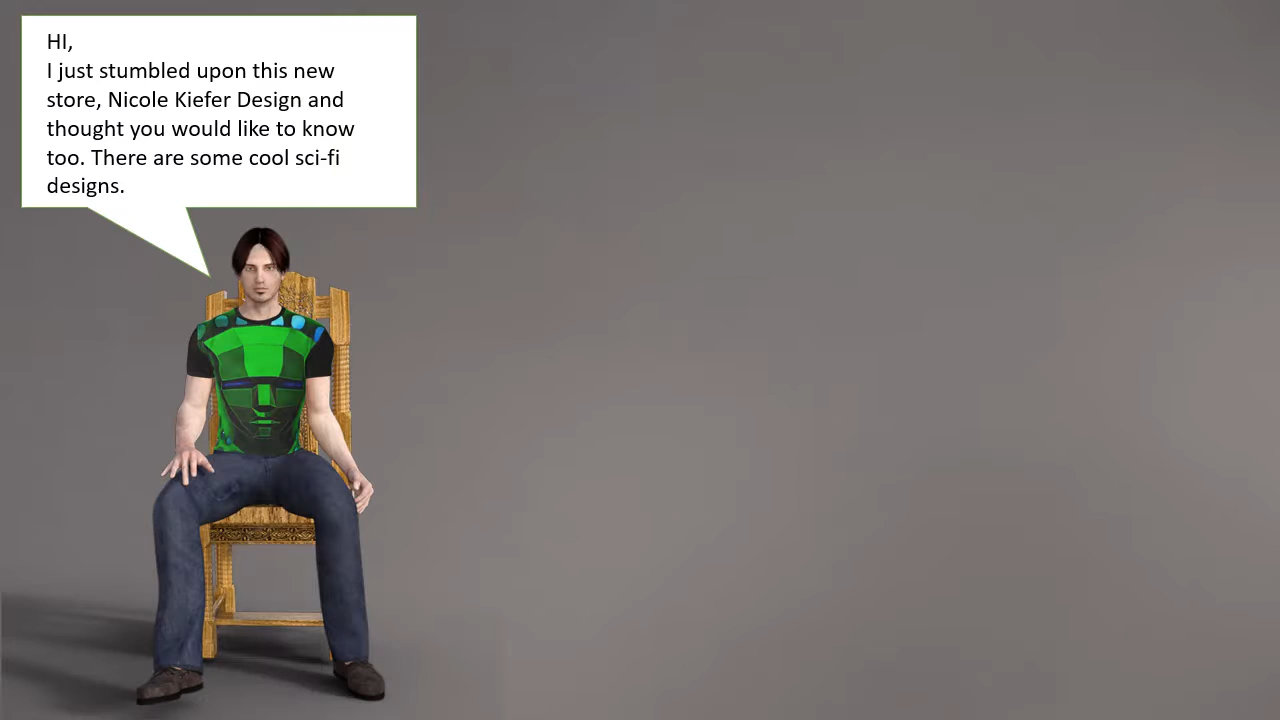 HI,
I just stumbled upon this new
store, Nicole Kiefer Design and
thought you would like to know
too. There are some cool sci-fi
designs.